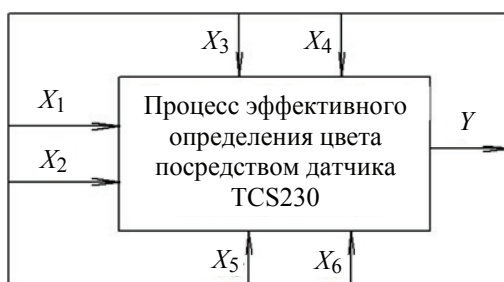 X3
X4
X1
X2
Процесс эффективного
определения цвета
посредством датчика
TCS230
Y
X5
X6